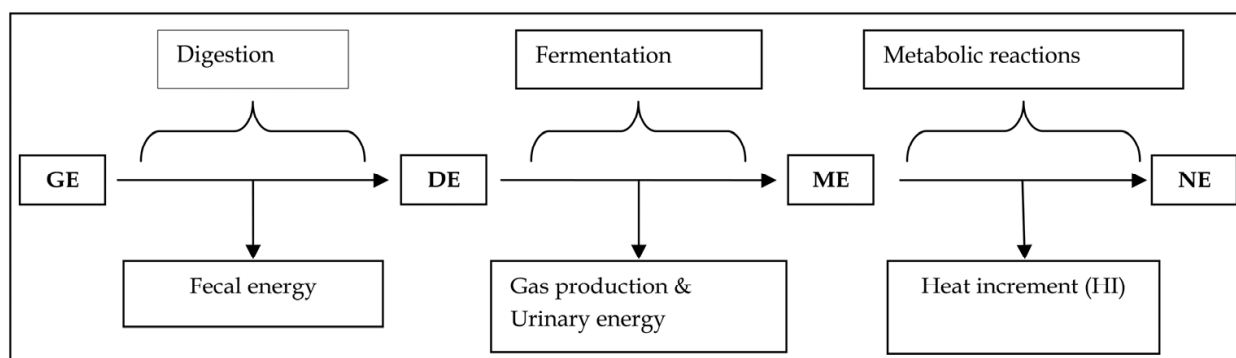 Digestion
Fermentation
Metabolic reactions
GE
DE
ME
NE
Fecal energy
Gas production &
Urinary energy
Heat increment (HI)